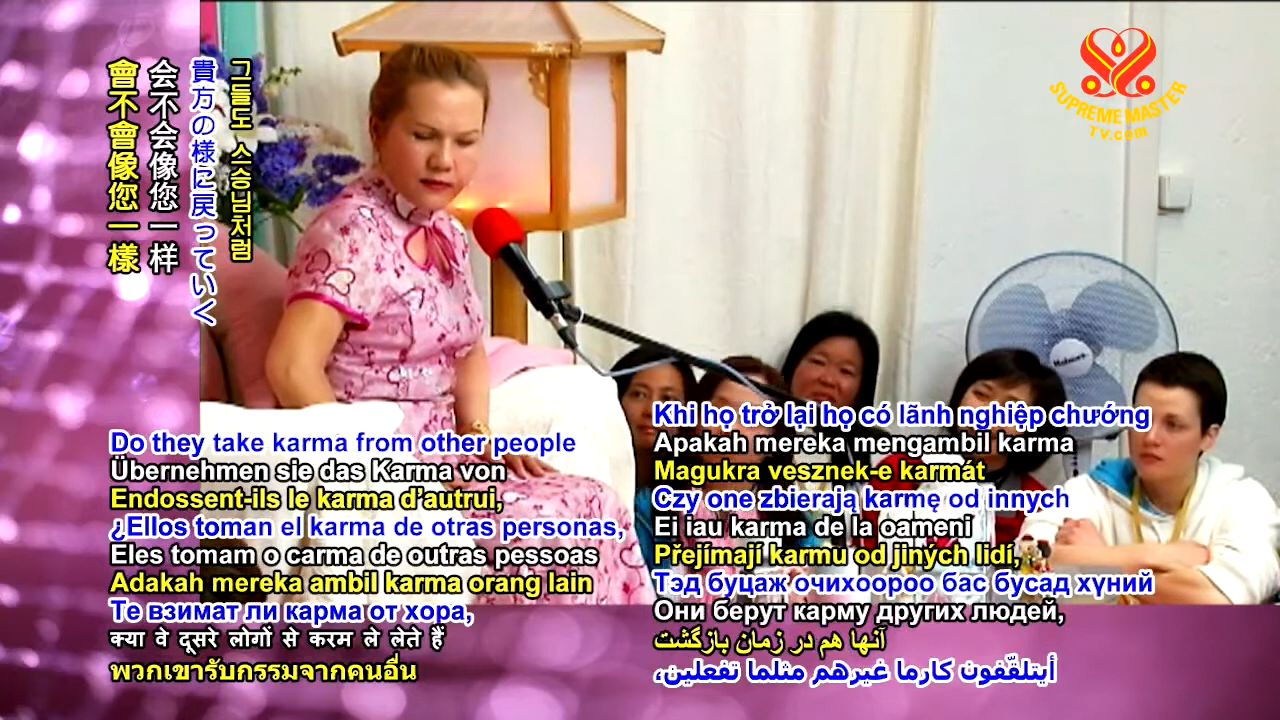 會不會像您一樣
会不会像您一样
貴方の様に戻っていく
그들도 스승님처럼
SUPREME MASTER
TV.com
Do they take karma from other people
Übernehmen sie das Karma von
Endossent-ils le karma d'autrui,
¿Ellos toman el karma de otras personas,
Eles tomam o carma de outras pessoas
Adakah mereka ambil karma orang lain
Те взимат ли карма от хора,
क्या वे दूसरे लोगों से करम ले लेते हैं
พวกเขารับกรรมจากคนอื่น
Khi họ trở lại họ có lãnh nghiệp chướng
Apakah mereka mengambil karma
Magukra vesznek-e karmát
Czy one zbierają karmę od innych
Ei iau karma de la oameni
Přejímají karmu od jiných lidí,
Тэд буцаж очихоороо бас бусад хүний
Они берут карму других людей,
آنها هم در زمان بازگشت
أيتلقّفون كارما غيرهم مثلما تفعلين،